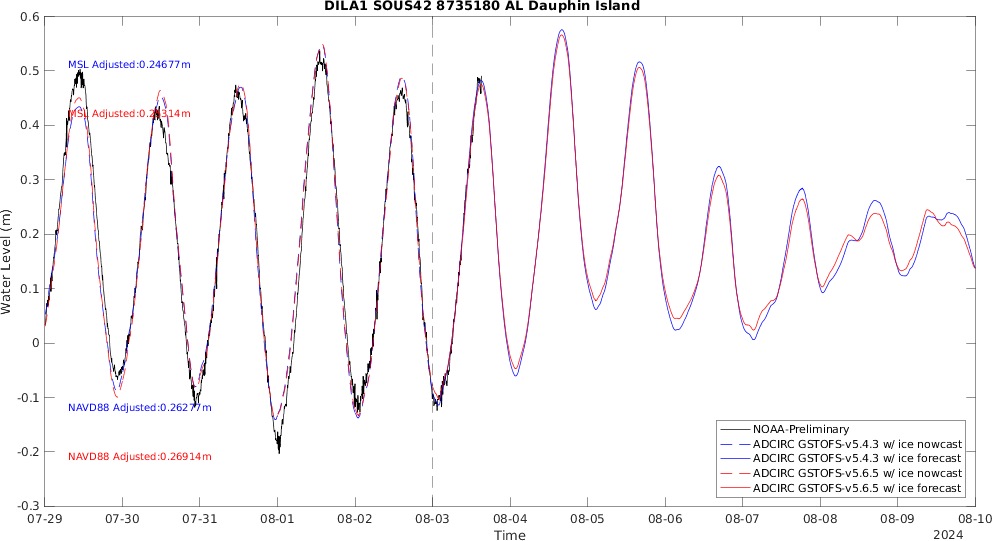 DILA1 SOUS42 8735180 AL Dauphin Island
Water Level (m)
0.6
0.5
0.4
0.3
0.2
0.1
0
-0.1
-0.2
-0.3
MSL Adjusted:0.24677m
MSL Adjusted:0.25314m
NAVD88 Adjusted:0.26277m
NAVD88 Adjusted:0.26914m
NOAA-Preliminary
ADCIRC GSTOFS-v5.4.3 w/ ice nowcast
ADCIRC GSTOFS-v5.4.3 w/ ice forecast
ADCIRC GSTOFS-v5.6.5 w/ ice nowcast
ADCIRC GSTOFS-v5.6.5 w/ ice forecast
07-29 07-30 07-31 08-01 08-02 08-03 08-04 08-05 08-06 08-07 08-08 08-09 08-10
Time
2024